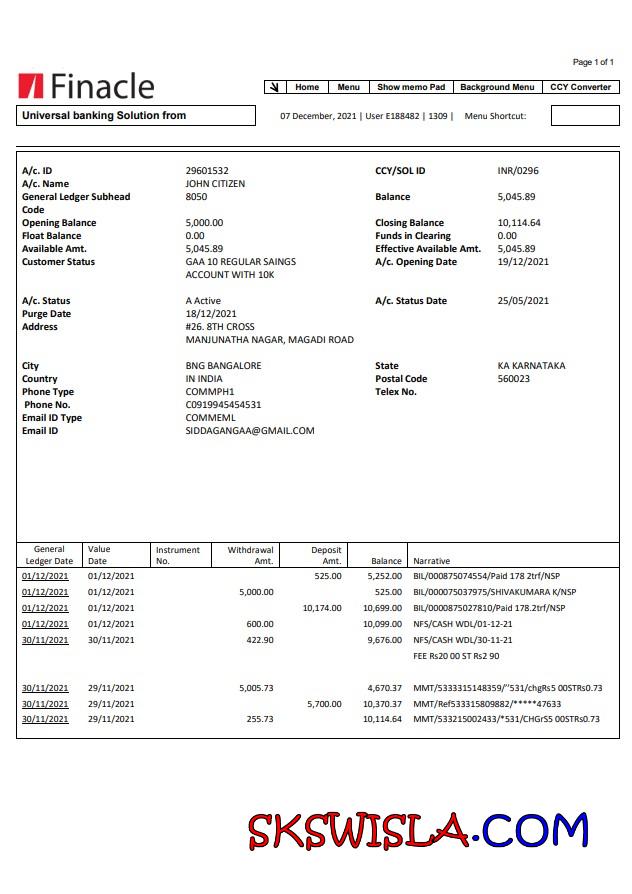 Page 1 of 1
Finacle
Home Menu Show memo Pad Background Menu CCY Converter
Universal banking Solution from
07 December, 2021 | User E188482 | 1309 | Menu Shortcut:
A/c. ID 29601532 CCY/SOL ID INR/0296
A/c. Name JOHN CITIZEN
General Ledger Subhead 8050 Balance 5,045.89
Code
Opening Balance 5,000.00 Closing Balance 10,114.64
Float Balance 0.00 Funds in Clearing 0.00
Available Amt. 5,045.89 Effective Available Amt. 5,045.89
Customer Status GAA 10 REGULAR SAINGS A/c. Opening Date 19/12/2021
ACCOUNT WITH 10K
A/c. Status A Active A/c. Status Date 25/05/2021
Purge Date 18/12/2021
Address #26. 8TH CROSS
MANJUNATHA NAGAR, MAGADI ROAD
City BNG BANGALORE State KA KARNATAKA
Country IN INDIA Postal Code 560023
Phone Type COMMPH1 Telex No.
Phone No. C0919945454531
Email ID Type COMMEML
Email ID SIDDAGANGAA@GMAIL.COM
General Value Instrument Withdrawal Deposit
Ledger Date Date No. Amt. Amt. Balance Narrative
01/12/2021 01/12/2021 525.00 5,252.00 BIL/000875074554/Paid 178 2trf/NSP
01/12/2021 01/12/2021 5,000.00 525.00 BIL/000075037975/SHIVAKUMARA K/NSP
01/12/2021 01/12/2021 10,174.00 10,699.00 BIL/0000875027810/Paid 178.2trf/NSP
01/12/2021 01/12/2021 600.00 10,099.00 NFS/CASH WDL/01-12-21
30/11/2021 30/11/2021 422.90 9,676.00 NFS/CASH WDL/30-11-21
FEE Rs20 00 ST Rs2 90
30/11/2021 29/11/2021 5,005.73 4,670.37 MMT/5333315148359/"531/chgRs5 00STRs0.73
30/11/2021 29/11/2021 5,700.00 10,370.37 MMT/Ref533315809882/*****47633
30/11/2021 29/11/2021 255.73 10,114.64 MMT/533215002433/*531/CHGrS5 00STRs0.73
SKSWISLA.COM